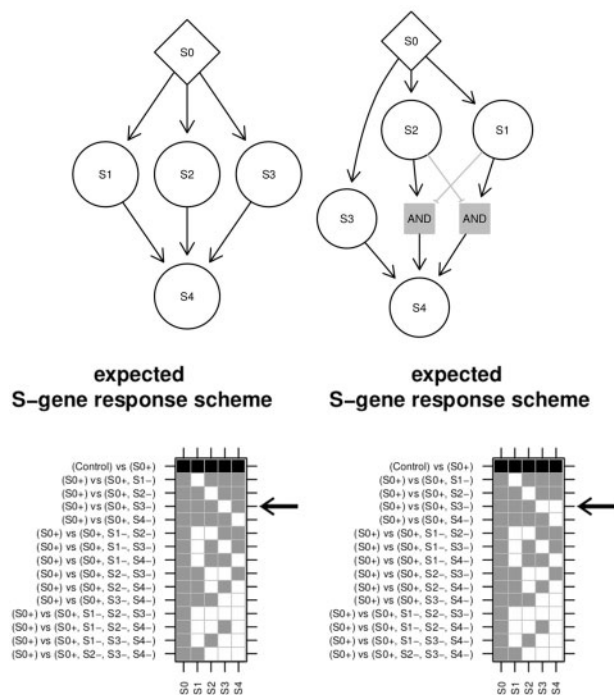 S0
S1
S2
S3
S4
S0
S2
S1
S3
AND
AND
S4
expected
S−gene response scheme
(Control) vs (S0+)
(S0+) vs (S0+, S1−)
(S0+) vs (S0+, S2−)
(S0+) vs (S0+, S3−)
(S0+) vs (S0+, S4−)
(S0+) vs (S0+, S1−, S2−)
(S0+) vs (S0+, S1−, S3−)
(S0+) vs (S0+, S1−, S4−)
(S0+) vs (S0+, S2−, S3−)
(S0+) vs (S0+, S2−, S4−)
(S0+) vs (S0+, S3−, S4−)
(S0+) vs (S0+, S1−, S2−, S3−)
(S0+) vs (S0+, S1−, S2−, S4−)
(S0+) vs (S0+, S1−, S3−, S4−)
(S0+) vs (S0+, S2−, S3−, S4−)
S0
S1
S2
S3
S4
expected
S−gene response scheme
(Control) vs (S0+)
(S0+) vs (S0+, S1−)
(S0+) vs (S0+, S2−)
(S0+) vs (S0+, S3−)
(S0+) vs (S0+, S4−)
(S0+) vs (S0+, S1−, S2−)
(S0+) vs (S0+, S1−, S3−)
(S0+) vs (S0+, S1−, S4−)
(S0+) vs (S0+, S2−, S3−)
(S0+) vs (S0+, S2−, S4−)
(S0+) vs (S0+, S3−, S4−)
(S0+) vs (S0+, S1−, S2−, S3−)
(S0+) vs (S0+, S1−, S2−, S4−)
(S0+) vs (S0+, S1−, S3−, S4−)
(S0+) vs (S0+, S2−, S3−, S4−)
S0
S1
S2
S3
S4